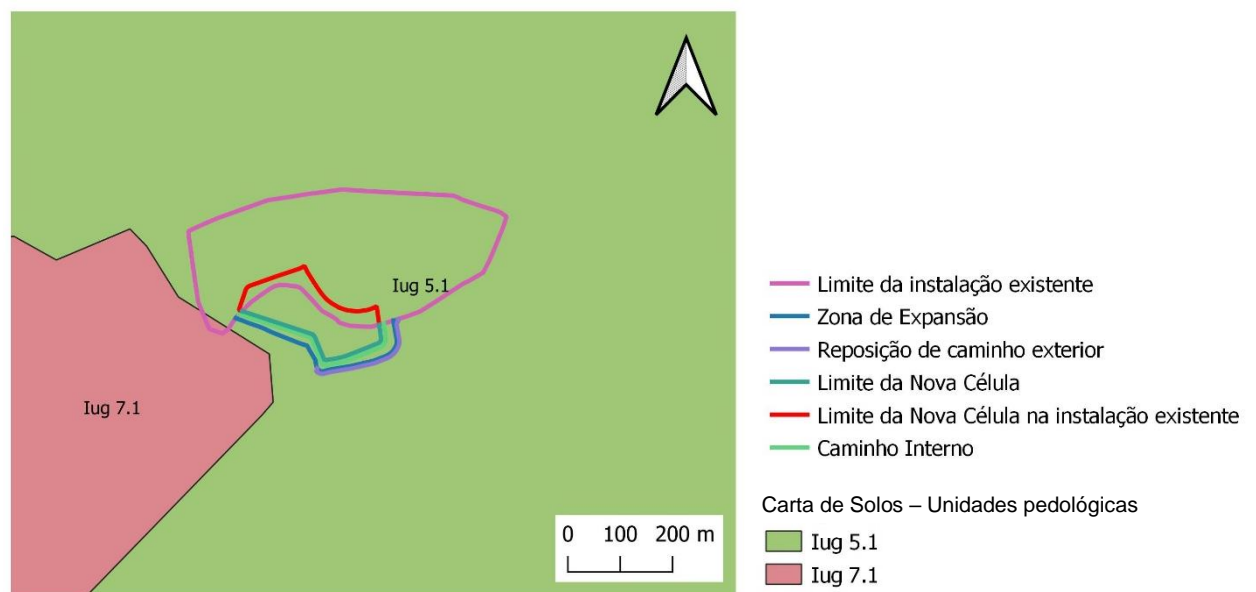 Iug 5.1
Iug 7.1
0 100 200 m
Limite da instalação existente
Zona de Expansão
Reposição de caminho exterior
Limite da Nova Célula
Limite da Nova Célula na instalação existente
Caminho Interno
Carta de Solos – Unidades pedológicas
Iug 5.1
Iug 7.1